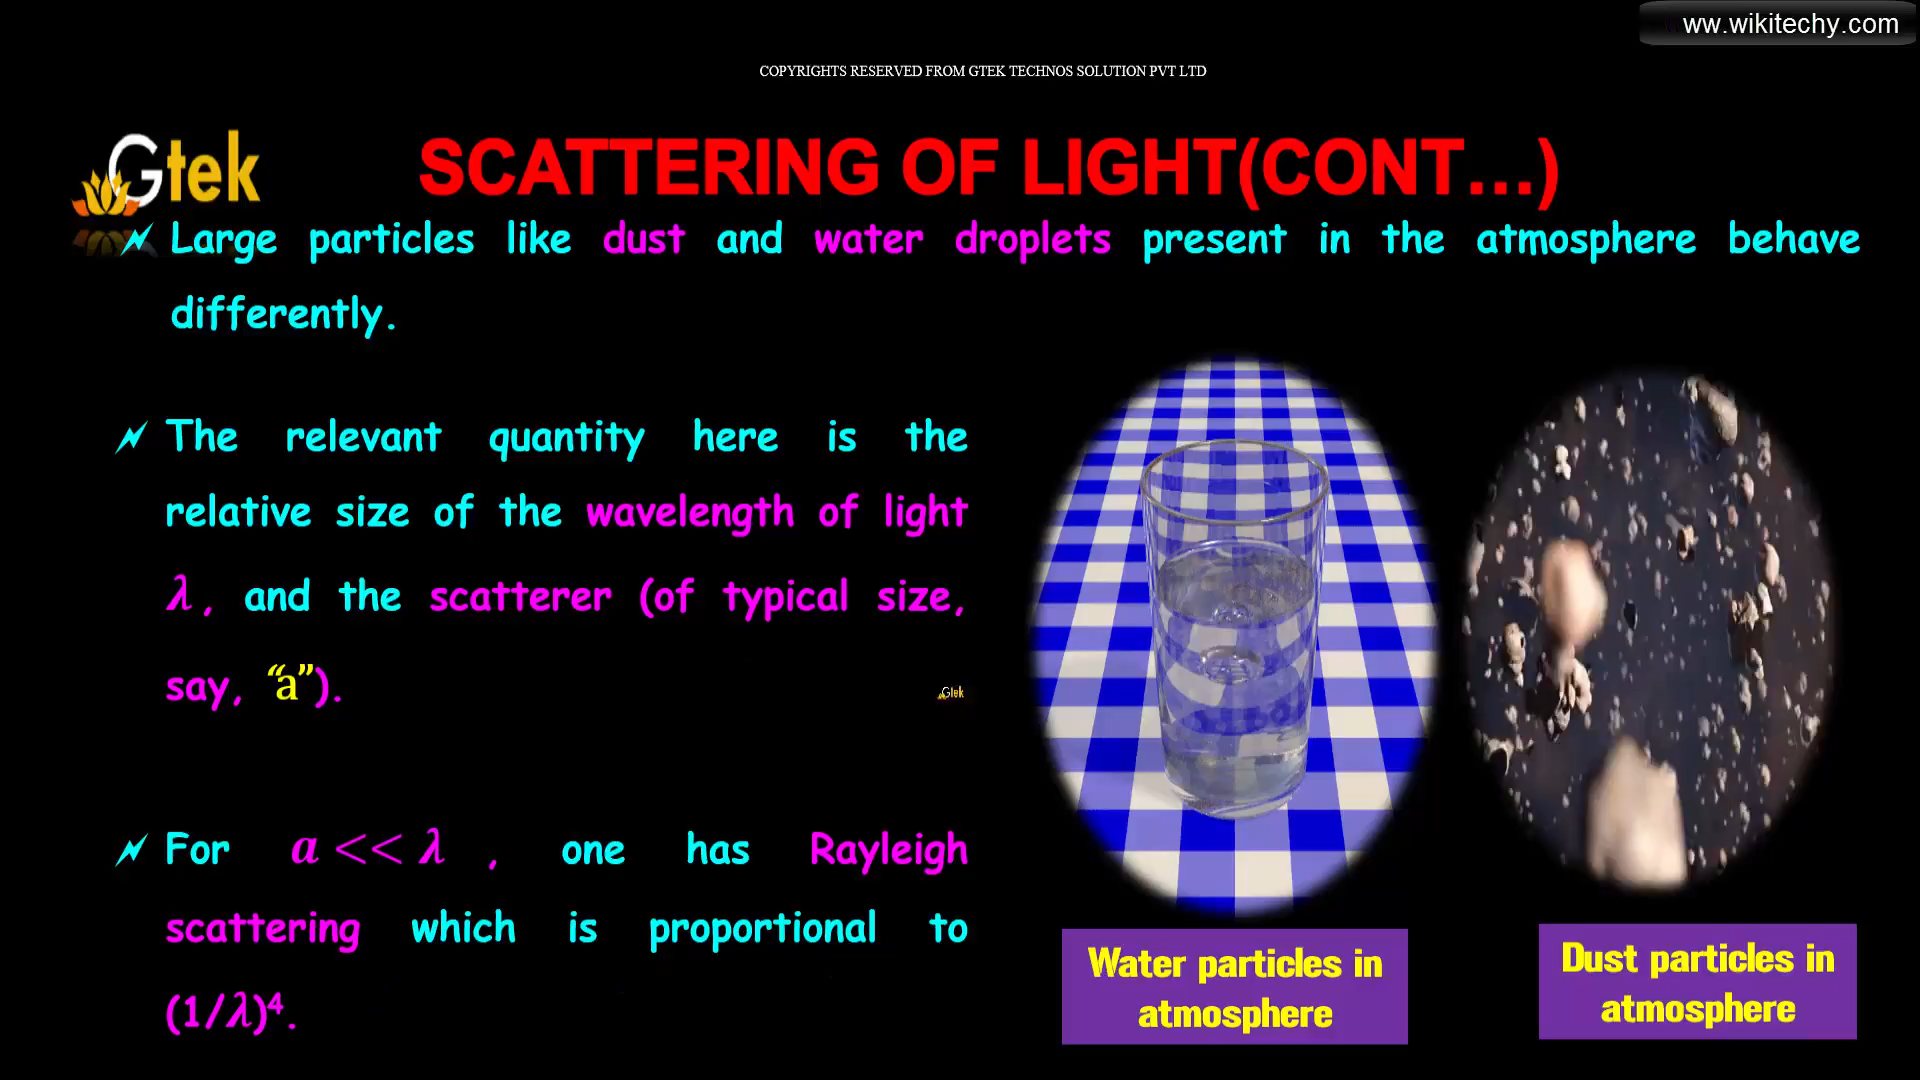 ww.wikitechy.com
COPYRIGHTS RESERVED FROM GTEK TECHNOS SOLUTION PVT LTD
Gtek
SCATTERING OF LIGHT(CONT...)
Large particles like dust and water droplets present in the atmosphere behave
differently.
The relevant quantity here is the
relative size of the wavelength of light
λ, and the scatterer (of typical size,
say, “a”).
Gtek
For a << λ , one has Rayleigh
scattering which is proportional to
(1/λ)⁴.
Water particles in
atmosphere
Dust particles in
atmosphere